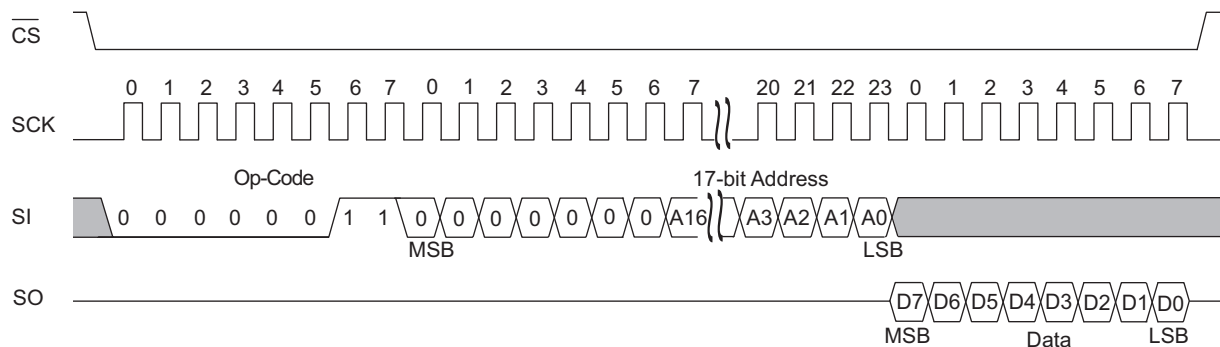 CS
0 1 2 3 4 5 6 7 0 1 2 3 4 5 6 7 20 21 22 23 0 1 2 3 4 5 6 7
SCK
Op-Code 17-bit Address
SI 0 0 0 0 0 0 1 1 0 0 0 0 0 0 0 A16 A3 A2 A1 A0
MSB LSB
SO D7 D6 D5 D4 D3 D2 D1 D0
MSB Data LSB